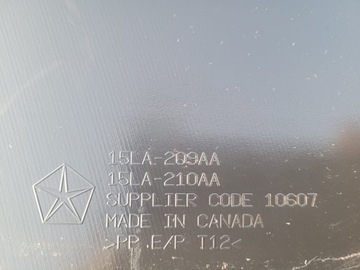 15LA-209AA
15LA-210AA
SUPPLIER CODE 10607
MADE IN CANADA
>PP.E/P T12<